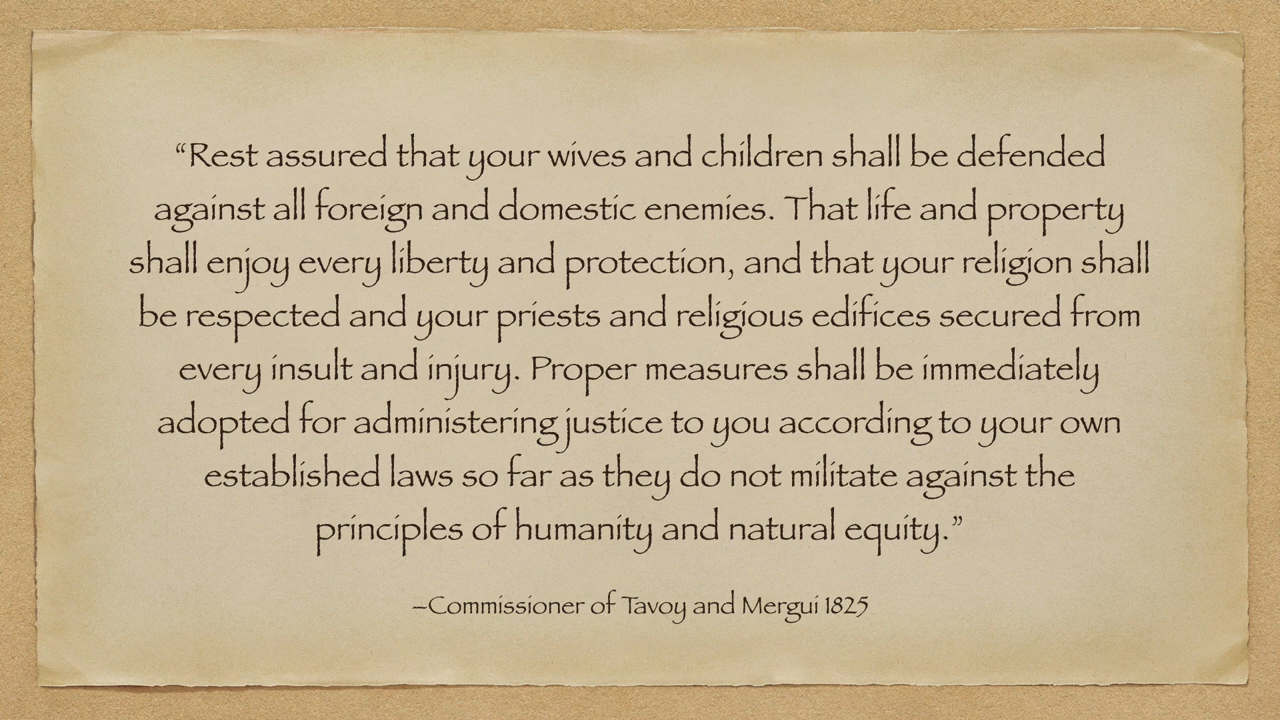 “Rest assured that your wives and children shall be defended
against all foreign and domestic enemies. That life and property
shall enjoy every liberty and protection, and that your religion shall
be respected and your priests and religious edifices secured from
every insult and injury. Proper measures shall be immediately
adopted for administering justice to you according to your own
established laws so far as they do not militate against the
principles of humanity and natural equity.”
–Commissioner of Tavoy and Mergui 1825